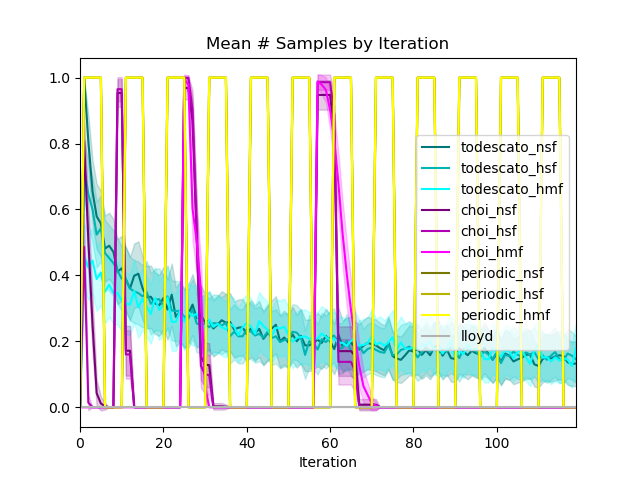 Mean # Samples by Iteration
1.0
0.8
0.6
0.4
0.2
0.0
todescato_nsf
todescato_hsf
todescato_hmf
choi_nsf
choi_hsf
choi_hmf
periodic_nsf
periodic_hsf
periodic_hmf
lloyd
0 20 40 60 80 100
Iteration